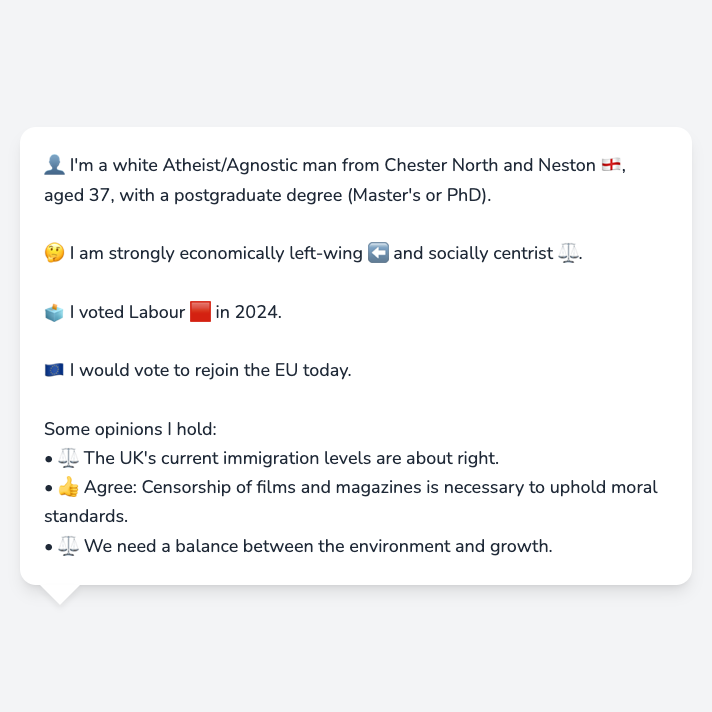 👤 I'm a white Atheist/Agnostic man from Chester North and Neston 🏴󠁧󠁢󠁥󠁮󠁧󠁿,
aged 37, with a postgraduate degree (Master's or PhD).
🤔 I am strongly economically left-wing ⬅️ and socially centrist ⚖️.
🗳️ I voted Labour 🟥 in 2024.
🇪🇺 I would vote to rejoin the EU today.
Some opinions I hold:
• ⚖️ The UK's current immigration levels are about right.
• 👍 Agree: Censorship of films and magazines is necessary to uphold moral
standards.
• ⚖️ We need a balance between the environment and growth.